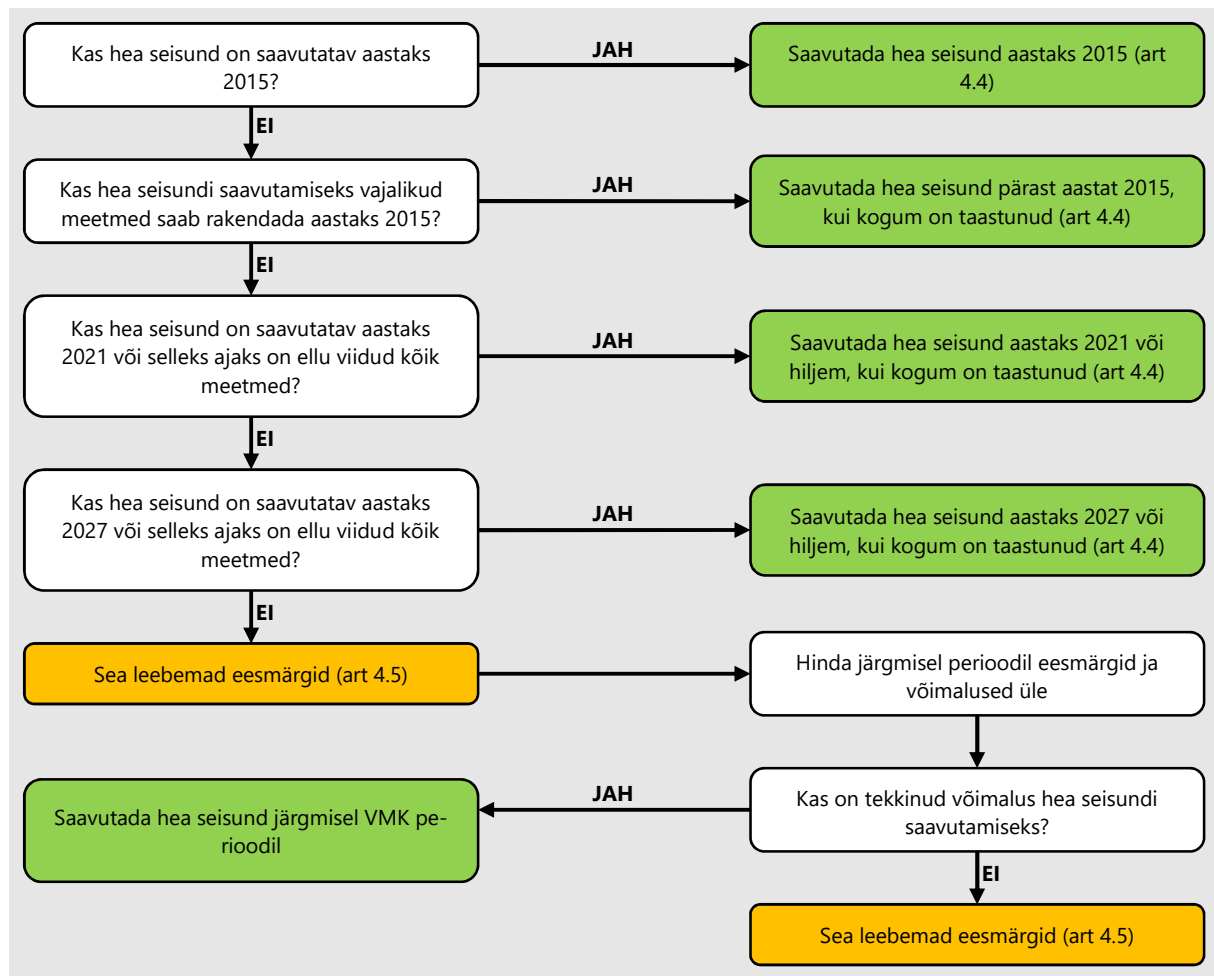 Kas hea seisund on saavutatav aastaks
2015?
JAH
Saavutada hea seisund aastaks 2015 (art
4.4)
EI
Kas hea seisundi saavutamiseks vajalikud
meetmed saab rakendada aastaks 2015?
JAH
Saavutada hea seisund pärast aastat 2015,
kui kogum on taastunud (art 4.4)
EI
Kas hea seisund on saavutatav aastaks
2021 või selleks ajaks on ellu viidud kõik
meetmed?
JAH
Saavutada hea seisund aastaks 2021 või
hiljem, kui kogum on taastunud (art 4.4)
EI
Kas hea seisund on saavutatav aastaks
2027 või selleks ajaks on ellu viidud kõik
meetmed?
JAH
Saavutada hea seisund aastaks 2027 või
hiljem, kui kogum on taastunud (art 4.4)
EI
Sea leebemad eesmärgid (art 4.5)
Hinda järgmisel perioodil eesmärgid ja
võimalused üle
Kas on tekkinud võimalus hea seisundi
saavutamiseks?
JAH
Saavutada hea seisund järgmisel VMK pe-
rioodil
EI
Sea leebemad eesmärgid (art 4.5)